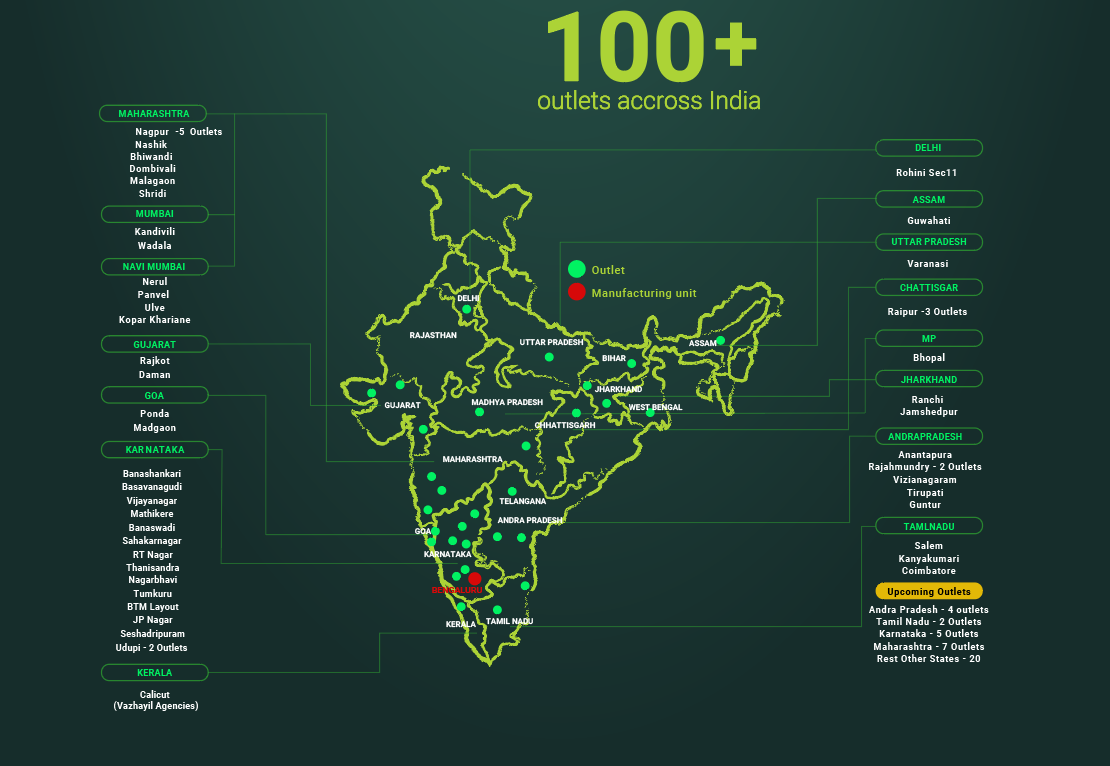 100+
outlets accross India
MAHARASHTRA
Nagpur -5 Outlets
Nashik
Bhiwandi
Dombivali
Malagaon
Shridi
MUMBAI
Kandivili
Wadala
NAVI MUMBAI
Nerul
Panvel
Ulve
Kopar Khariane
GUJARAT
Rajkot
Daman
GOA
Ponda
Madgaon
KARNATAKA
Banashankari
Basavanagudi
Vijayanagar
Mathikere
Banaswadi
Sahakarnagar
RT Nagar
Thanisandra
Nagarbhavi
Tumkuru
BTM Layout
JP Nagar
Seshadripuram
Udupi - 2 Outlets
KERALA
Calicut
(Vazhayil Agencies)
Outlet
Manufacturing unit
DELHI
RAJASTHAN
UTTAR PRADESH
ASSAM
BIHAR
JHARKHAND
GUJARAT
MADHYA PRADESH
WEST BENGAL
CHHATTISGARH
MAHARASHTRA
TELANGANA
ANDRA PRADESH
GOA
KARNATAKA
BENGALURU
KERALA
TAMIL NADU
DELHI
Rohini Sec11
ASSAM
Guwahati
UTTAR PRADESH
Varanasi
CHATTISGAR
Raipur -3 Outlets
MP
Bhopal
JHARKHAND
Ranchi
Jamshedpur
ANDRAPRADESH
Anantapura
Rajahmundry - 2 Outlets
Vizianagaram
Tirupati
Guntur
TAMLNADU
Salem
Kanyakumari
Coimbatore
Upcoming Outlets
Andra Pradesh - 4 outlets
Tamil Nadu - 2 Outlets
Karnataka - 5 Outlets
Maharashtra - 7 Outlets
Rest Other States - 20